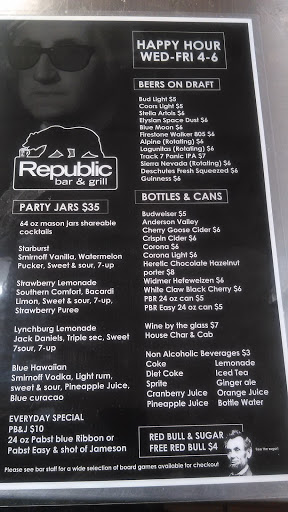 HAPPY HOUR
WED-FRI 4-6
Republic
bar & grill
PARTY JARS $35
64 oz mason jars shareable
cocktails
Starburst
Smirnoff Vanilla, Watermelon
Pucker, Sweet & sour, 7-up
Strawberry Lemonade
Southern Comfort, Bacardi
Limon, Sweet & sour, 7-up,
Strawberry Puree
Lynchburg Lemonade
Jack Daniels, Triple sec, Sweet
7sour, 7-up
Blue Hawaiian
Smirnoff Vodka, Light rum,
sweet & sour, Pineapple Juice,
Blue curacao
EVERYDAY SPECIAL
PB&J $10
24 oz Pabst blue Ribbon or
Pabst Easy & shot of Jameson
BEERS ON DRAFT
Bud Light $5
Coors Light $5
Stella Artois $6
Elysian Space Dust $6
Blue Moon $6
Firestone Walker 805 $6
Alpine (Rotating) $6
Lagunitas (Rotating) $6
Track 7 Panic IPA $7
Sierra Nevada (Rotating) $6
Deschutes Fresh Squeezed $6
Guinness $6
BOTTLES & CANS
Budweiser $5
Anderson Valley
Cherry Goose Cider $6
Crispin Cider $6
Corona $6
Corona Light $6
Heretic Chocolate Hazelnut
porter $8
Widmer Hefeweizen $6
White Claw Black Cherry $6
PBR 24 oz can $5
PBR Easy 24 oz can $5
Wine by the glass $7
House Char & Cab
Non Alcoholic Beverages $3
Coke Lemonade
Diet Coke Iced Tea
Sprite Ginger ale
Cranberry Juice Orange Juice
Pineapple Juice Bottle Water
RED BULL & SUGAR
FREE RED BULL $4
Please see bar staff for a wide selection of board games available for checkout